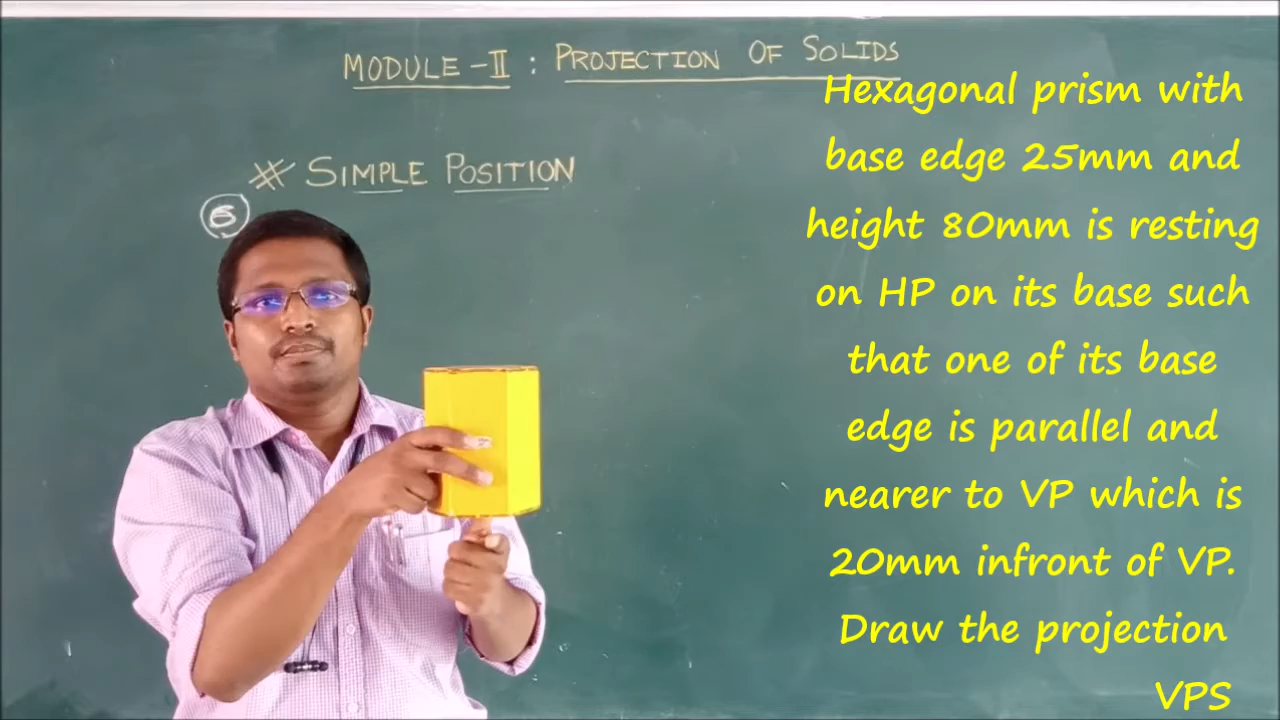 MODULE-II : PROJECTION OF SOLIDS
* SIMPLE POSITION
6
Hexagonal prism with
base edge 25mm and
height 80mm is resting
on HP on its base such
that one of its base
edge is parallel and
nearer to VP which is
20mm infront of VP.
Draw the projection
VPS